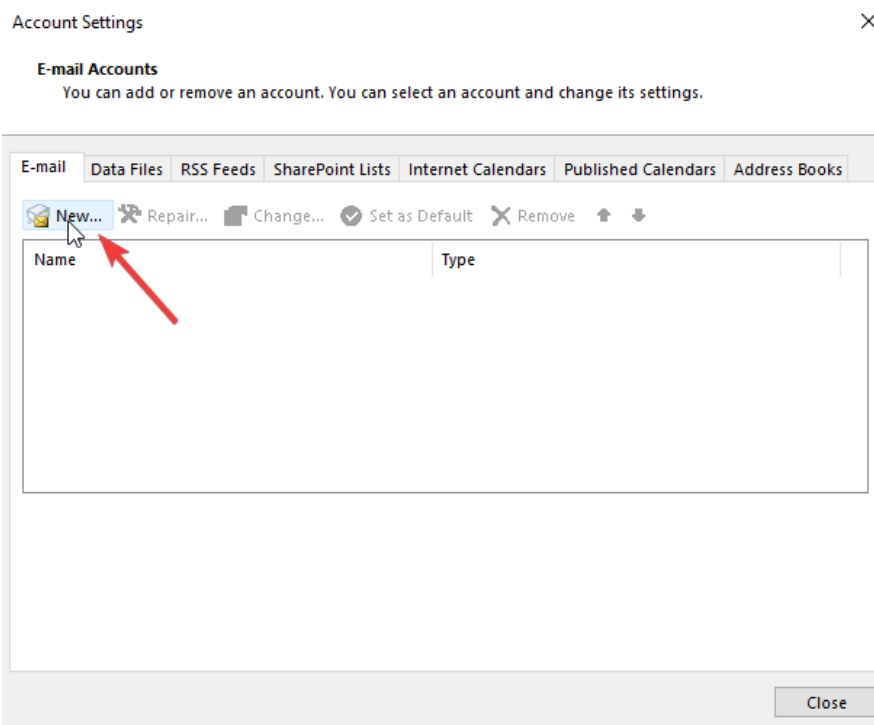 Account Settings
E-mail Accounts
You can add or remove an account. You can select an account and change its settings.
E-mail Data Files RSS Feeds SharePoint Lists Internet Calendars Published Calendars Address Books
New... Repair... Change... Set as Default Remove
Name Type
Close